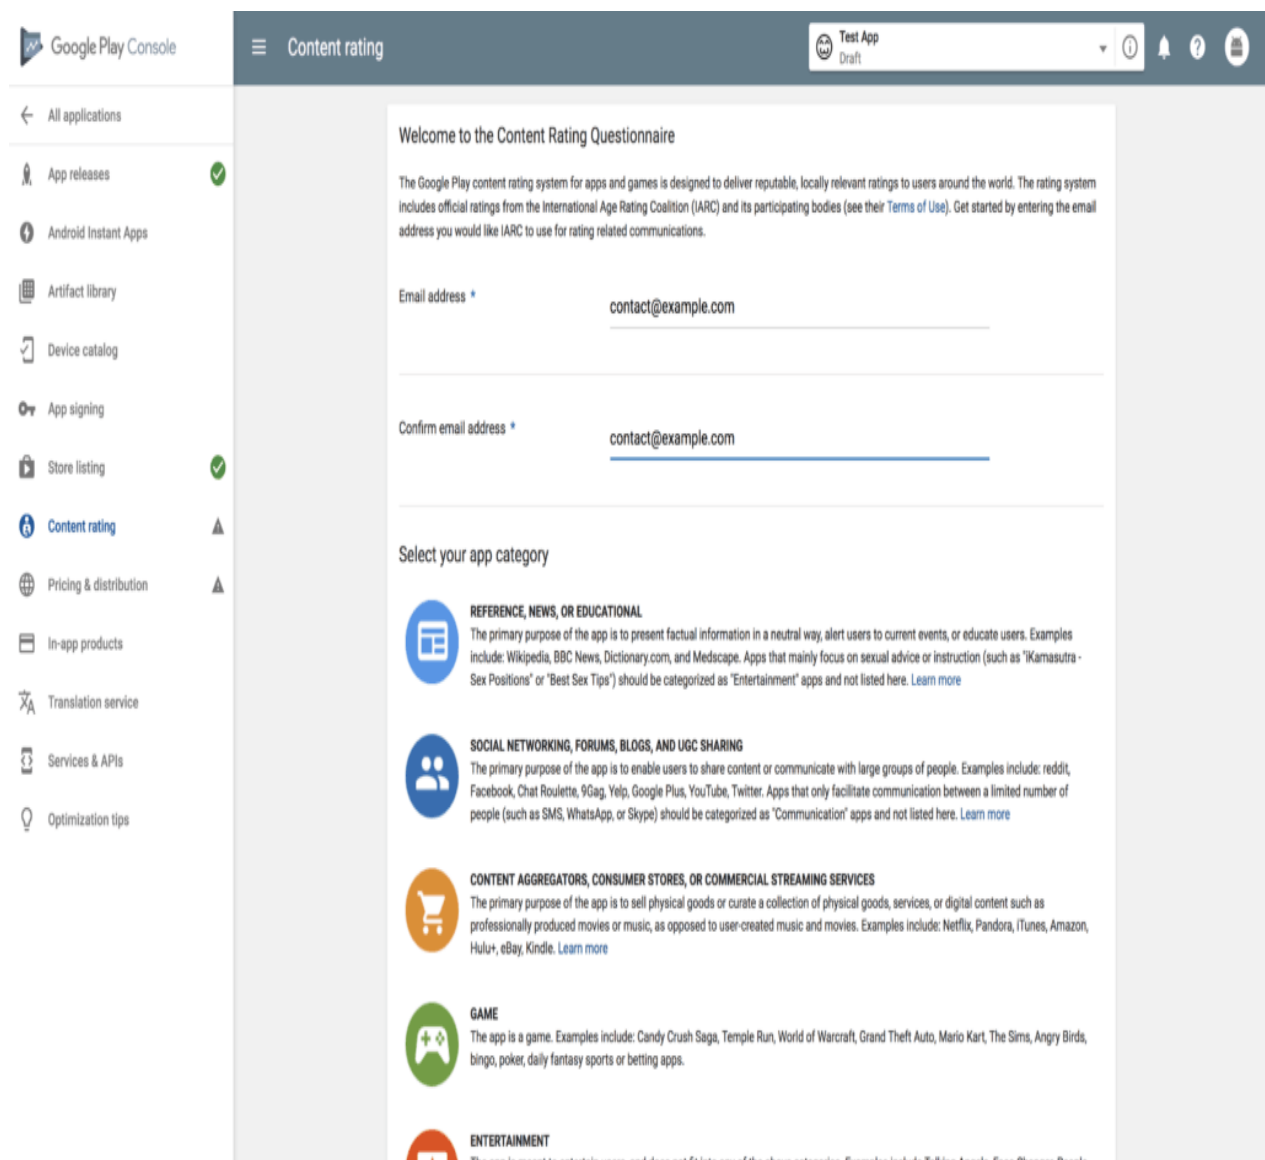 Google Play Console
Content rating
Test App
Draft
All applications
App releases
Android Instant Apps
Artifact library
Device catalog
App signing
Store listing
Content rating
Pricing & distribution
In-app products
Translation service
Services & APIs
Optimization tips
Welcome to the Content Rating Questionnaire
The Google Play content rating system for apps and games is designed to deliver reputable, locally relevant ratings to users around the world. The rating system
includes official ratings from the International Age Rating Coalition (IARC) and its participating bodies (see their Terms of Use). Get started by entering the email
address you would like IARC to use for rating related communications.
Email address *
contact@example.com
Confirm email address *
contact@example.com
Select your app category
REFERENCE, NEWS, OR EDUCATIONAL
The primary purpose of the app is to present factual information in a neutral way, alert users to current events, or educate users. Examples
include: Wikipedia, BBC News, Dictionary.com, and Medscape. Apps that mainly focus on sexual advice or instruction (such as "iKamasutra -
Sex Positions" or "Best Sex Tips") should be categorized as "Entertainment" apps and not listed here. Learn more
SOCIAL NETWORKING, FORUMS, BLOGS, AND UGC SHARING
The primary purpose of the app is to enable users to share content or communicate with large groups of people. Examples include: reddit,
Facebook, Chat Roulette, 9Gag, Yelp, Google Plus, YouTube, Twitter. Apps that only facilitate communication between a limited number of
people (such as SMS, WhatsApp, or Skype) should be categorized as "Communication" apps and not listed here. Learn more
CONTENT AGGREGATORS, CONSUMER STORES, OR COMMERCIAL STREAMING SERVICES
The primary purpose of the app is to sell physical goods or curate a collection of physical goods, services, or digital content such as
professionally produced movies or music, as opposed to user-created music and movies. Examples include: Netflix, Pandora, iTunes, Amazon,
Hulu+, eBay, Kindle. Learn more
GAME
The app is a game. Examples include: Candy Crush Saga, Temple Run, World of Warcraft, Grand Theft Auto, Mario Kart, The Sims, Angry Birds,
bingo, poker, daily fantasy sports or betting apps.
ENTERTAINMENT